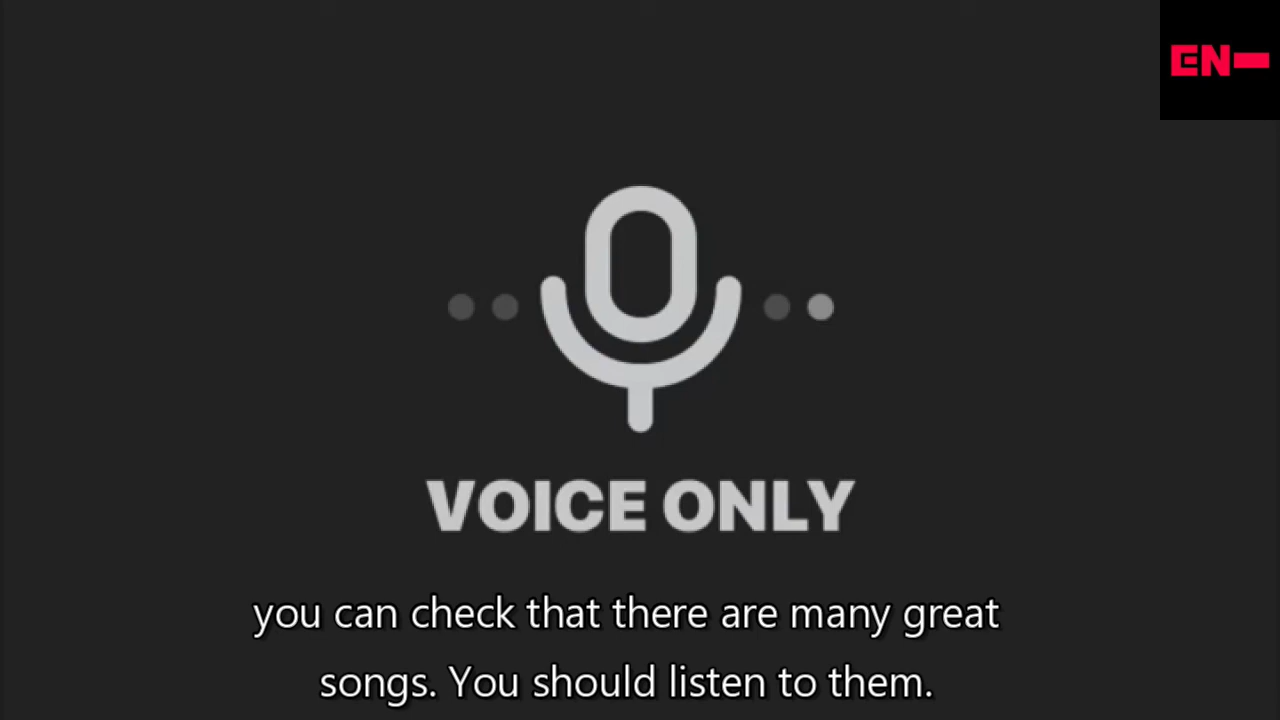 EN-
VOICE ONLY
you can check that there are many great
songs. You should listen to them.